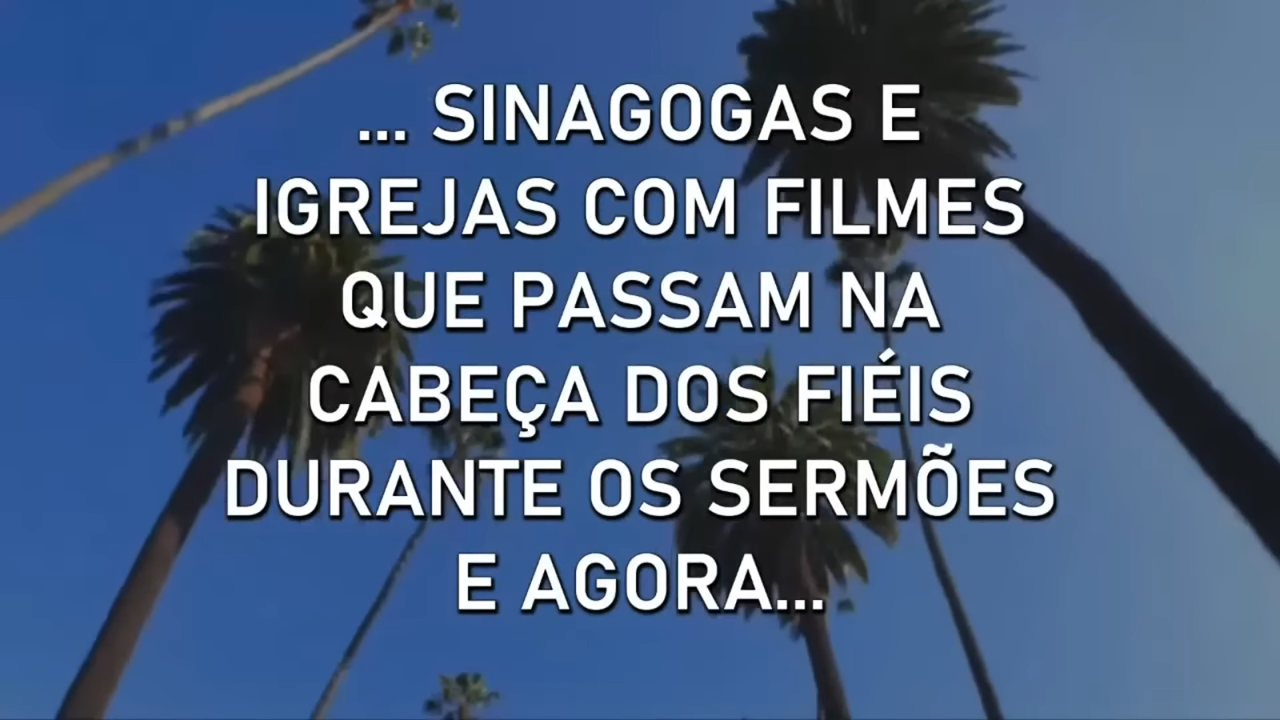 ... SINAGOGAS E
IGREJAS COM FILMES
QUE PASSAM NA
CABEÇA DOS FIÉIS
DURANTE OS SERMÕES
E AGORA...